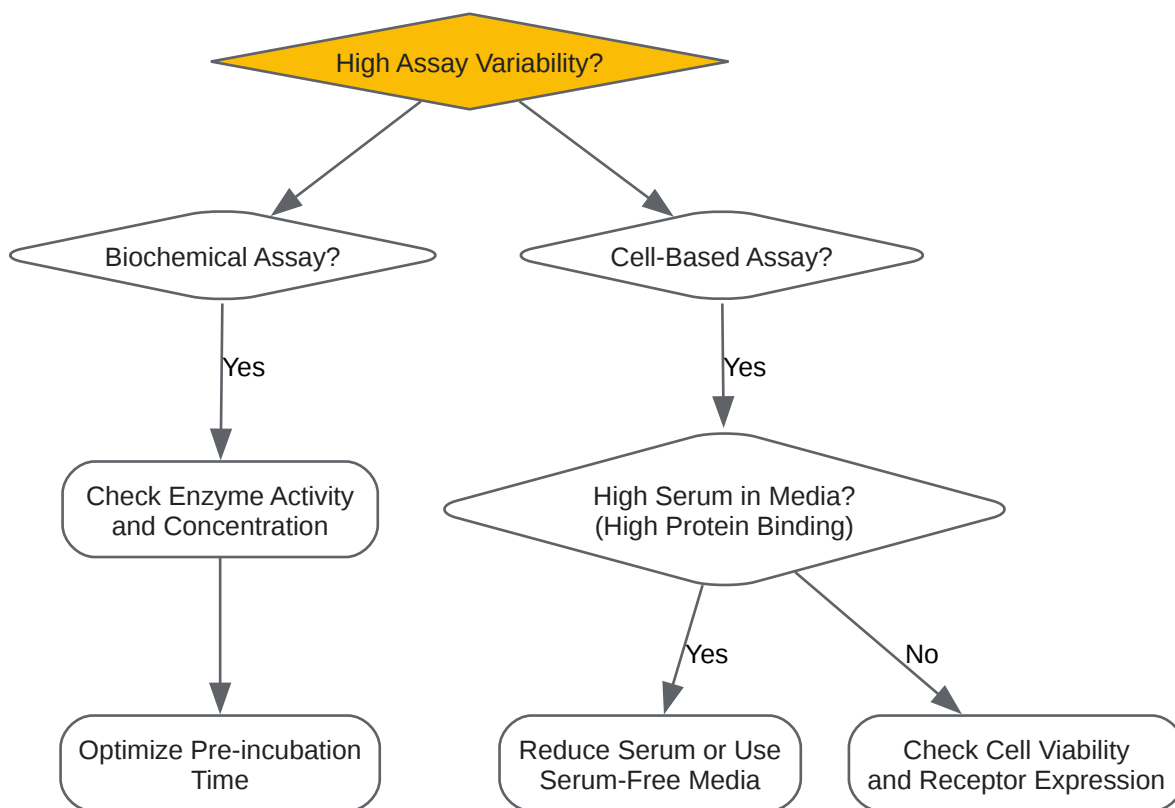 High Assay Variability?
Biochemical Assay?
Cell-Based Assay?
Yes
Yes
Check Enzyme Activity
and Concentration
High Serum in Media?
(High Protein Binding)
Yes
No
Optimize Pre-incubation
Time
Reduce Serum or Use
Serum-Free Media
Check Cell Viability
and Receptor Expression